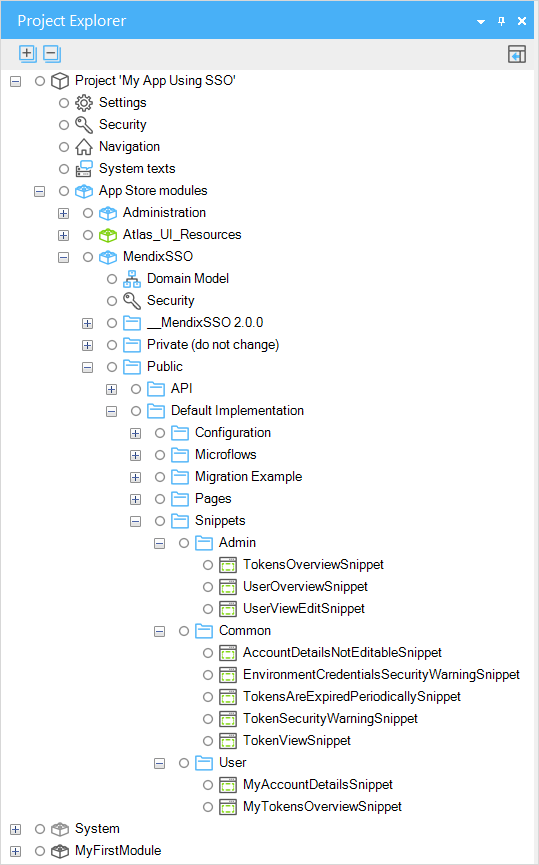 Project Explorer
Project 'My App Using SSO'
Settings
Security
Navigation
System texts
App Store modules
Administration
Atlas_UI_Resources
MendixSSO
Domain Model
Security
__MendixSSO 2.0.0
Private (do not change)
Public
API
Default Implementation
Configuration
Microflows
Migration Example
Pages
Snippets
Admin
TokensOverviewSnippet
UserOverviewSnippet
UserViewEditSnippet
Common
AccountDetailsNotEditableSnippet
EnvironmentCredentialsSecurityWarningSnippet
TokensAreExpiredPeriodicallySnippet
TokenSecurityWarningSnippet
TokenViewSnippet
User
MyAccountDetailsSnippet
MyTokensOverviewSnippet
System
MyFirstModule